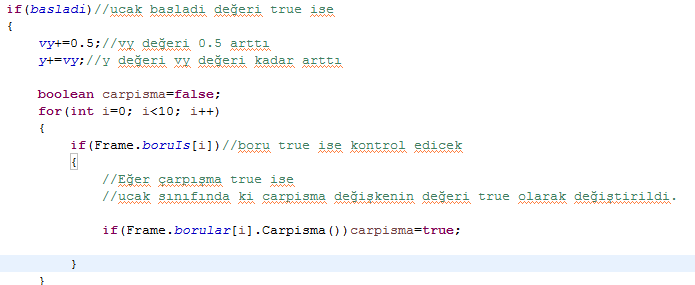 if(basladi)//ucak basladi değeri true ise
{
vy+=0.5;//vy değeri 0.5 arttı
y+=vy;//y değeri vy değeri kadar arttı
boolean carpisma=false;
for(int i=0; i<10; i++)
{
if(Frame.boruIs[i])//boru true ise kontrol edicek
{
//Eğer çarpışma true ise
//ucak sınıfında ki carpisma değişkenin değeri true olarak değiştirildi.
if(Frame.borular[i].Carpisma())carpisma=true;
}
}